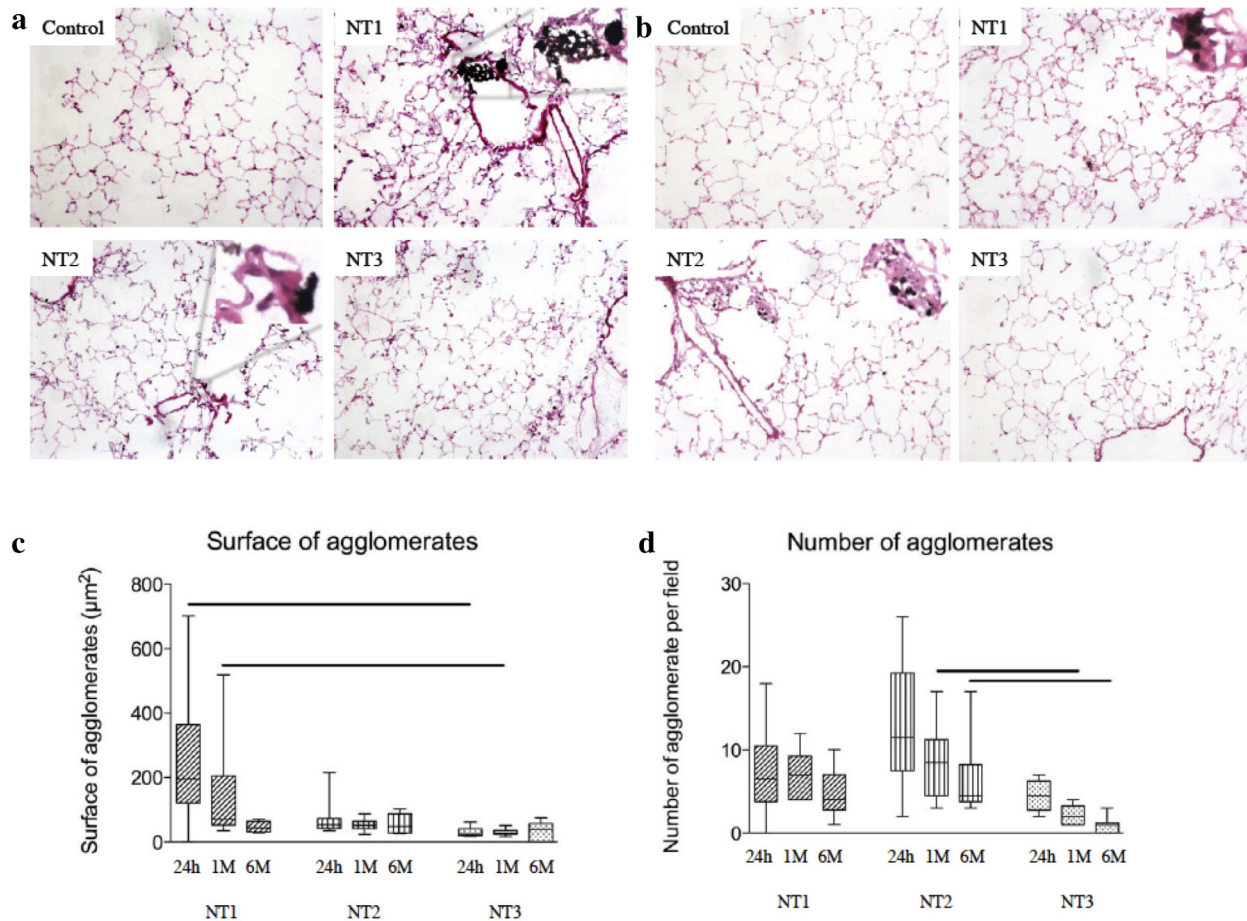 a
Control
NT1
NT2
NT3
b
Control
NT1
NT2
NT3
c
Surface of agglomerates
Surface of agglomerates (µm²)
800
600
400
200
0
24h 1M 6M 24h 1M 6M 24h 1M 6M
NT1 NT2 NT3
d
Number of agglomerates
Number of agglomerate per field
30
20
10
0
24h 1M 6M 24h 1M 6M 24h 1M 6M
NT1 NT2 NT3